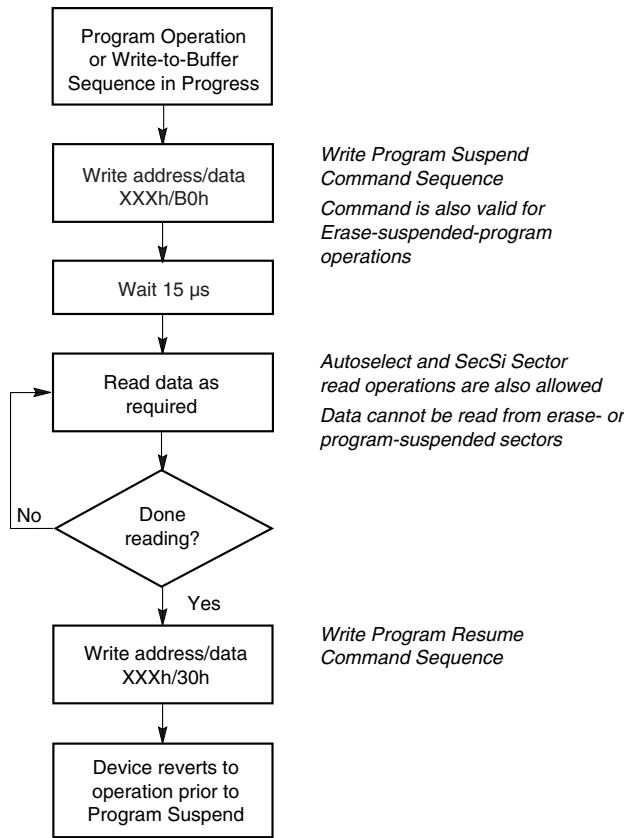 Program Operation
or Write-to-Buffer
Sequence in Progress
Write address/data
XXXh/B0h
Write Program Suspend
Command Sequence
Command is also valid for
Erase-suspended-program
operations
Wait 15 µs
Read data as
required
Autoselect and SecSi Sector
read operations are also allowed
Data cannot be read from erase- or
program-suspended sectors
Done
reading?
No
Yes
Write address/data
XXXh/30h
Write Program Resume
Command Sequence
Device reverts to
operation prior to
Program Suspend